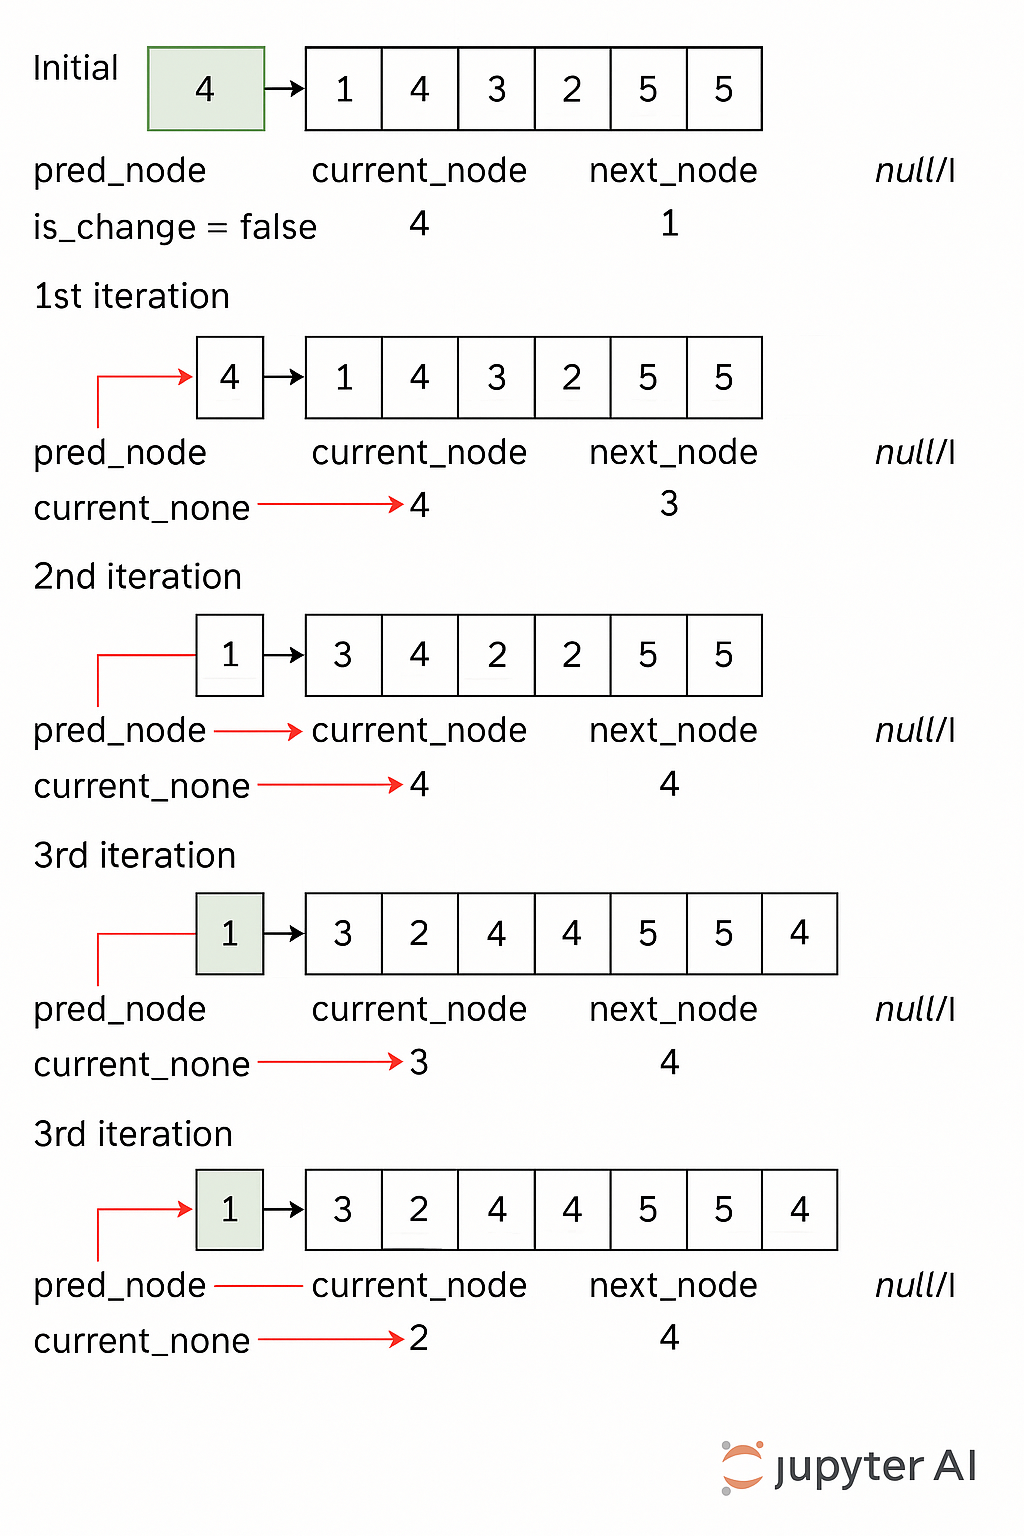 Initial 4 1 4 3 2 5 5
pred_node current_node next_node null/l
is_change = false 4 1
1st iteration
4 1 4 3 2 5 5
pred_node current_node next_node null/l
current_none 4 3
2nd iteration
1 3 4 2 2 5 5
pred_node current_node next_node null/l
current_none 4 4
3rd iteration
1 3 2 4 4 5 5 4
pred_node current_node next_node null/l
current_none 3 4
3rd iteration
1 3 2 4 4 5 5 4
pred_node current_node next_node null/l
current_none 2 4
jupyter AI